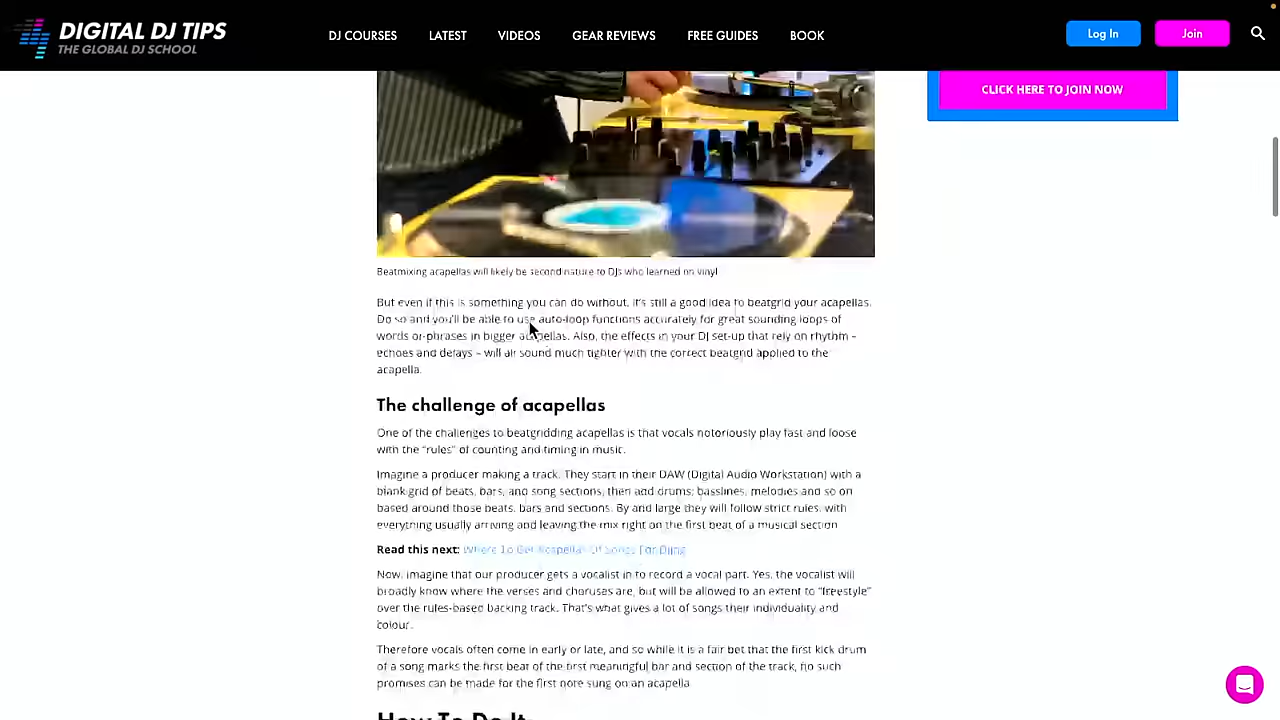 DIGITAL DJ TIPS
THE GLOBAL DJ SCHOOL
DJ COURSES
LATEST
VIDEOS
GEAR REVIEWS
FREE GUIDES
BOOK
Log In
Join
CLICK HERE TO JOIN NOW
Beatmixing acapellas will likely be second nature to DJs who learned on vinyl
But even if this is something you can do without, it's still a good idea to beatgrid your acapellas.
Do so and you'll be able to use auto-loop functions accurately for great sounding loops of
words or phrases in bigger acapellas. Also, the effects in your DJ set-up that rely on rhythm –
echoes and delays – will all sound much tighter with the correct beatgrid applied to the
acapella.
The challenge of acapellas
One of the challenges to beatgridding acapellas is that vocals notoriously play fast and loose
with the “rules” of counting and timing in music.
Imagine a producer making a track. They start in their DAW (Digital Audio Workstation) with a
blank grid of beats, bars, and song sections, then add drums, basslines, melodies and so on
based around those beats, bars and sections. By and large they will follow strict rules, with
everything usually arriving and leaving the mix right on the first beat of a musical section
Read this next: Where To Get Acapellas Of Songs For DJing
Now, imagine that our producer gets a vocalist in to record a vocal part. Yes, the vocalist will
broadly know where the verses and choruses are, but will be allowed to an extent to “freestyle”
over the rules-based backing track. That's what gives a lot of songs their individuality and
colour.
Therefore vocals often come in early or late, and so while it is a fair bet that the first kick drum
of a song marks the first beat of the first meaningful bar and section of the track, no such
promises can be made for the first note sung on an acapella
How To Do It